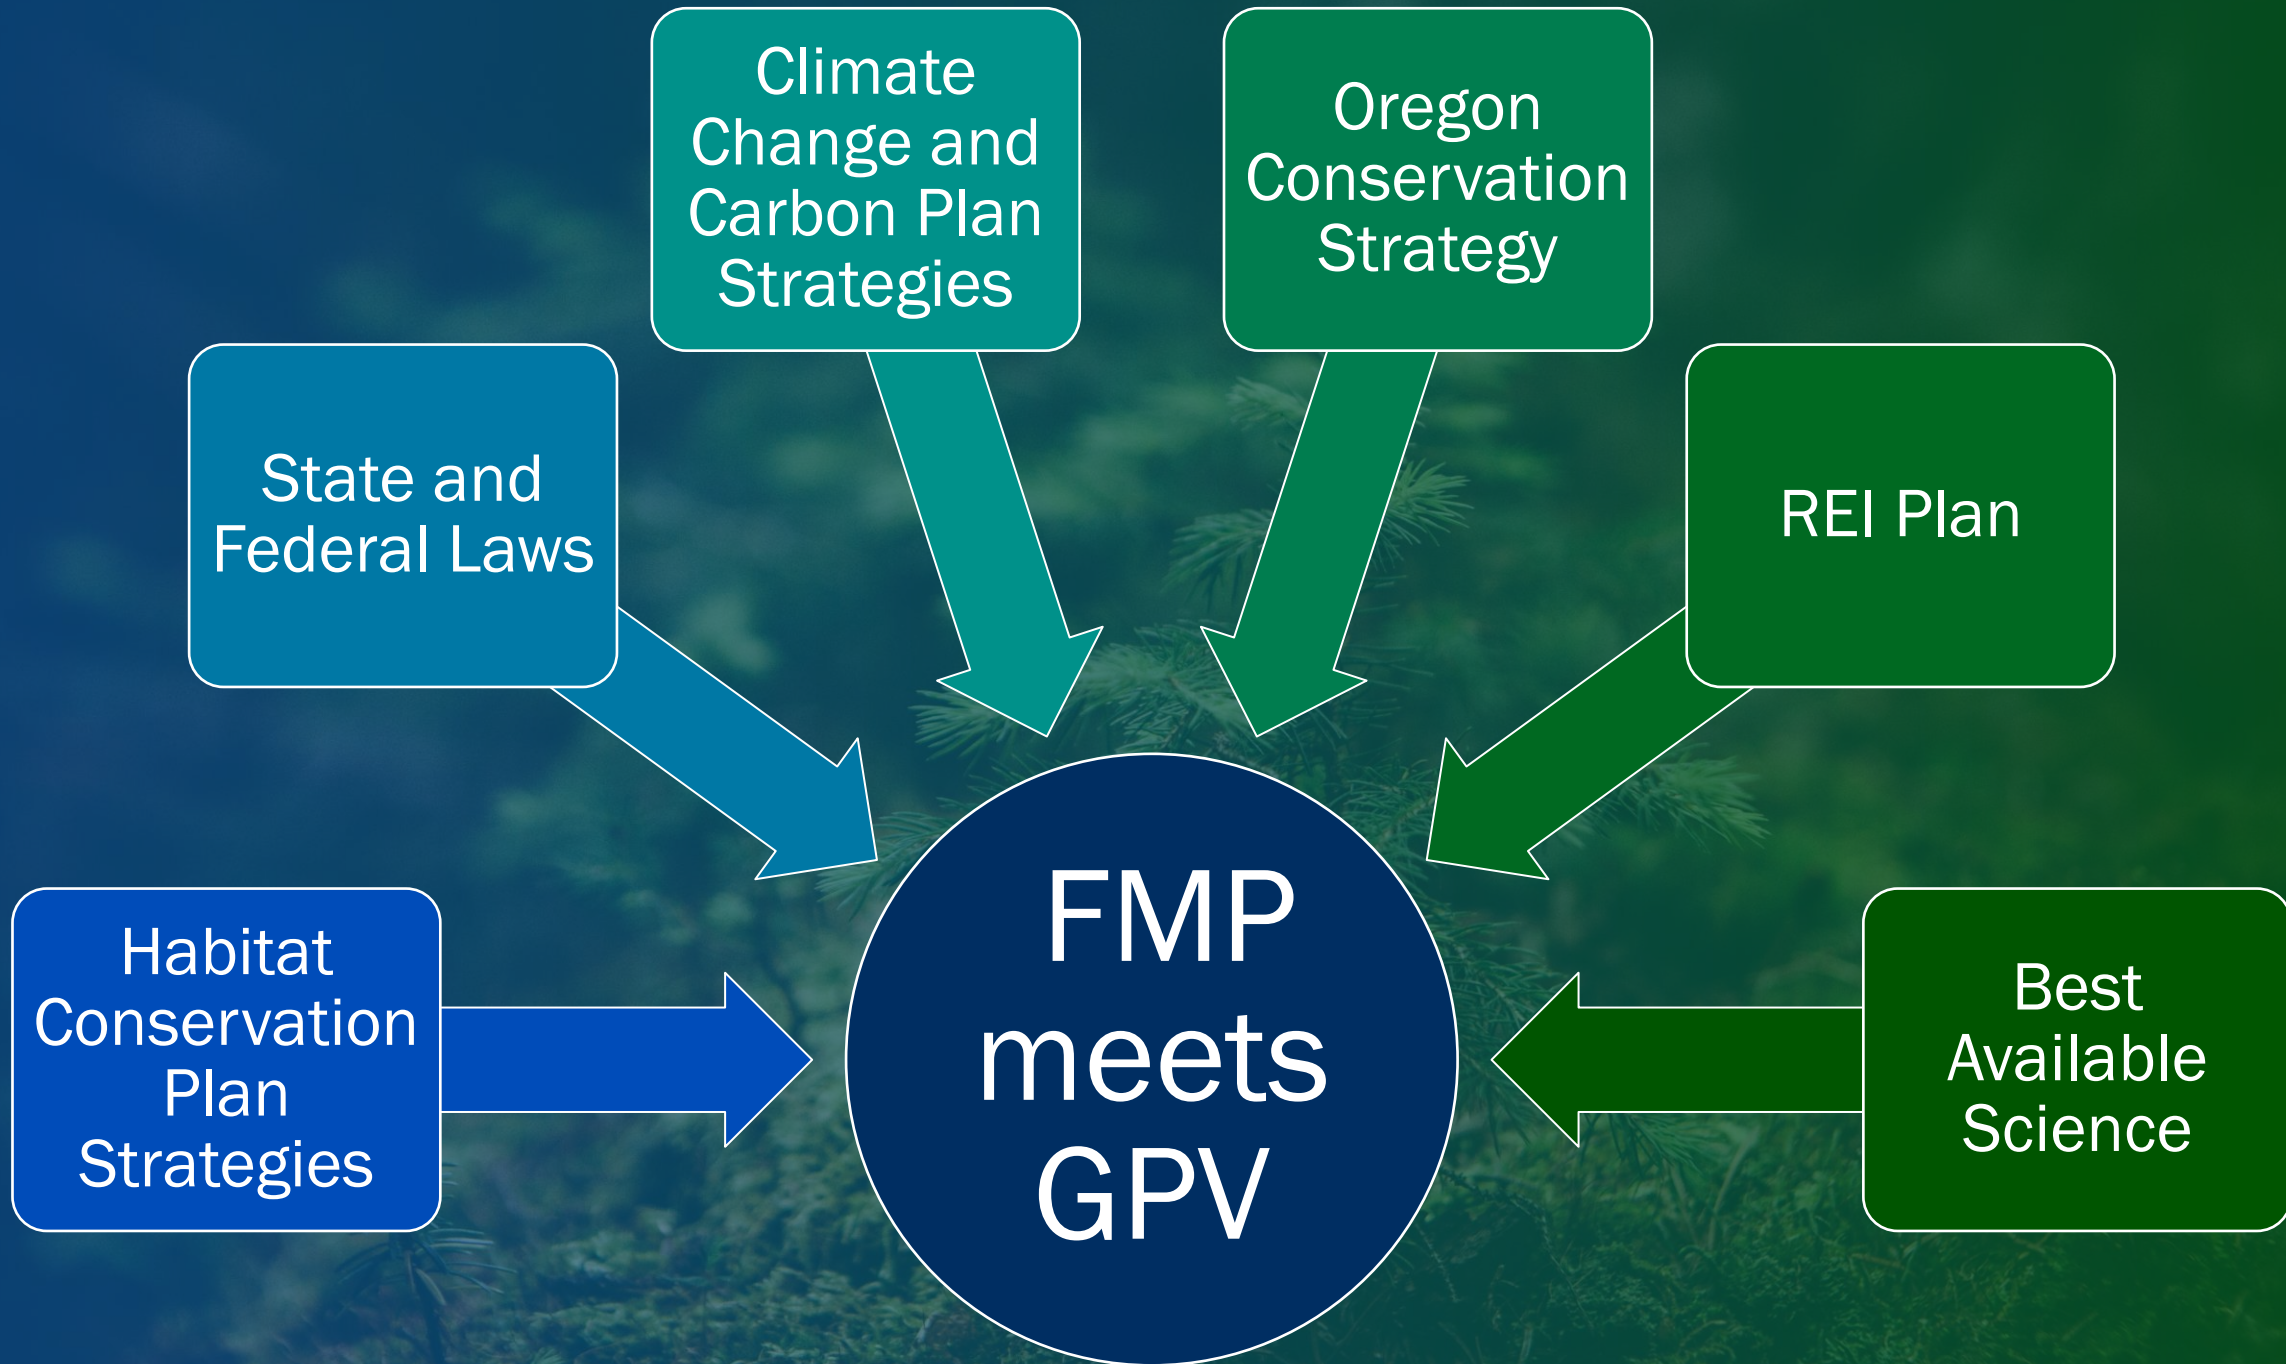 Climate
Change and
Carbon Plan
Strategies
Oregon
Conservation
Strategy
State and
Federal Laws
REI Plan
Habitat
Conservation
Plan
Strategies
FMP
meets
GPV
Best
Available
Science